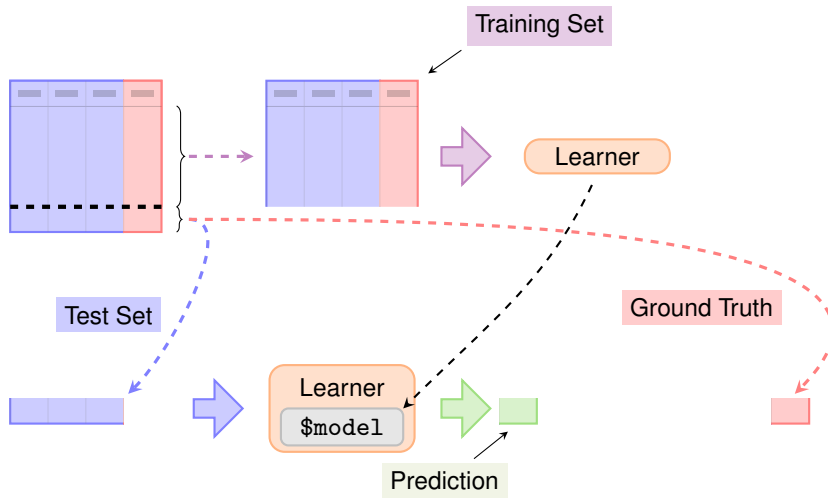 Training Set
Learner
Test Set
Ground Truth
Learner
$model
Prediction